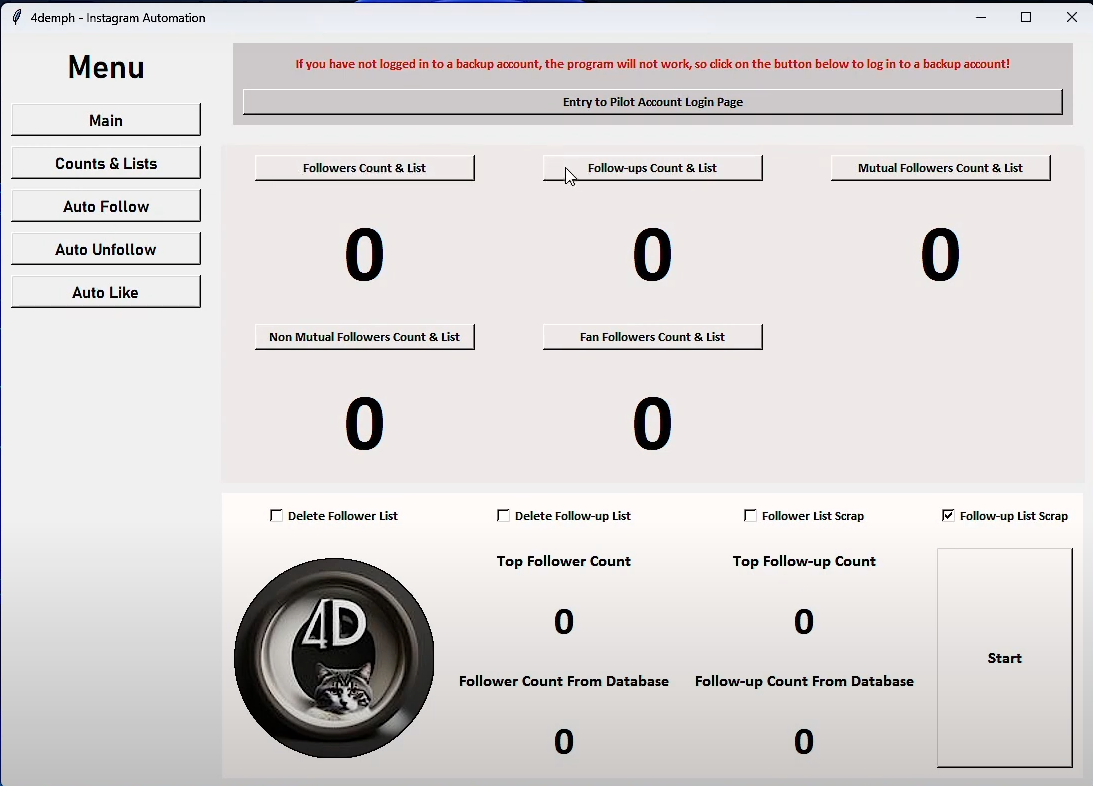 4demph - Instagram Automation
Menu
Main
Counts & Lists
Auto Follow
Auto Unfollow
Auto Like
If you have not logged in to a backup account, the program will not work, so click on the button below to log in to a backup account!
Entry to Pilot Account Login Page
Followers Count & List
Follow-ups Count & List
Mutual Followers Count & List
0
0
0
Non Mutual Followers Count & List
Fan Followers Count & List
0
0
Delete Follower List
Delete Follow-up List
Follower List Scrap
Follow-up List Scrap
4D
Top Follower Count
Top Follow-up Count
0
0
Follower Count From Database
Follow-up Count From Database
0
0
Start